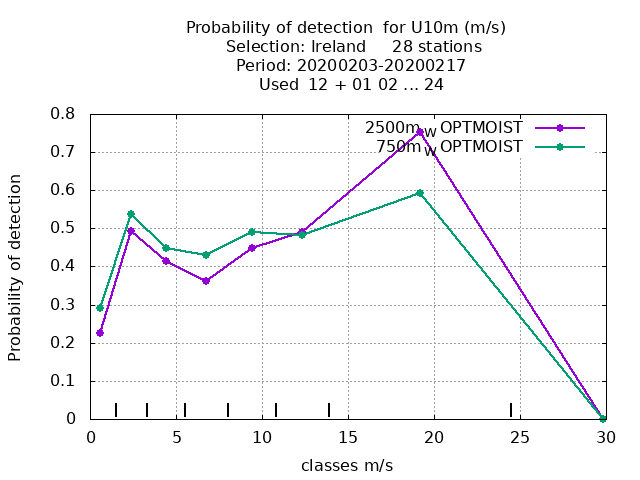 Probability of detection for U10m (m/s)
Selection: Ireland 28 stations
Period: 20200203-20200217
Used 12 + 01 02 ... 24
0.8
0.7
0.6
0.5
0.4
0.3
0.2
0.1
0
Probability of detection
2500m_W OPTMOIST
750m_W OPTMOIST
0 5 10 15 20 25 30
classes m/s